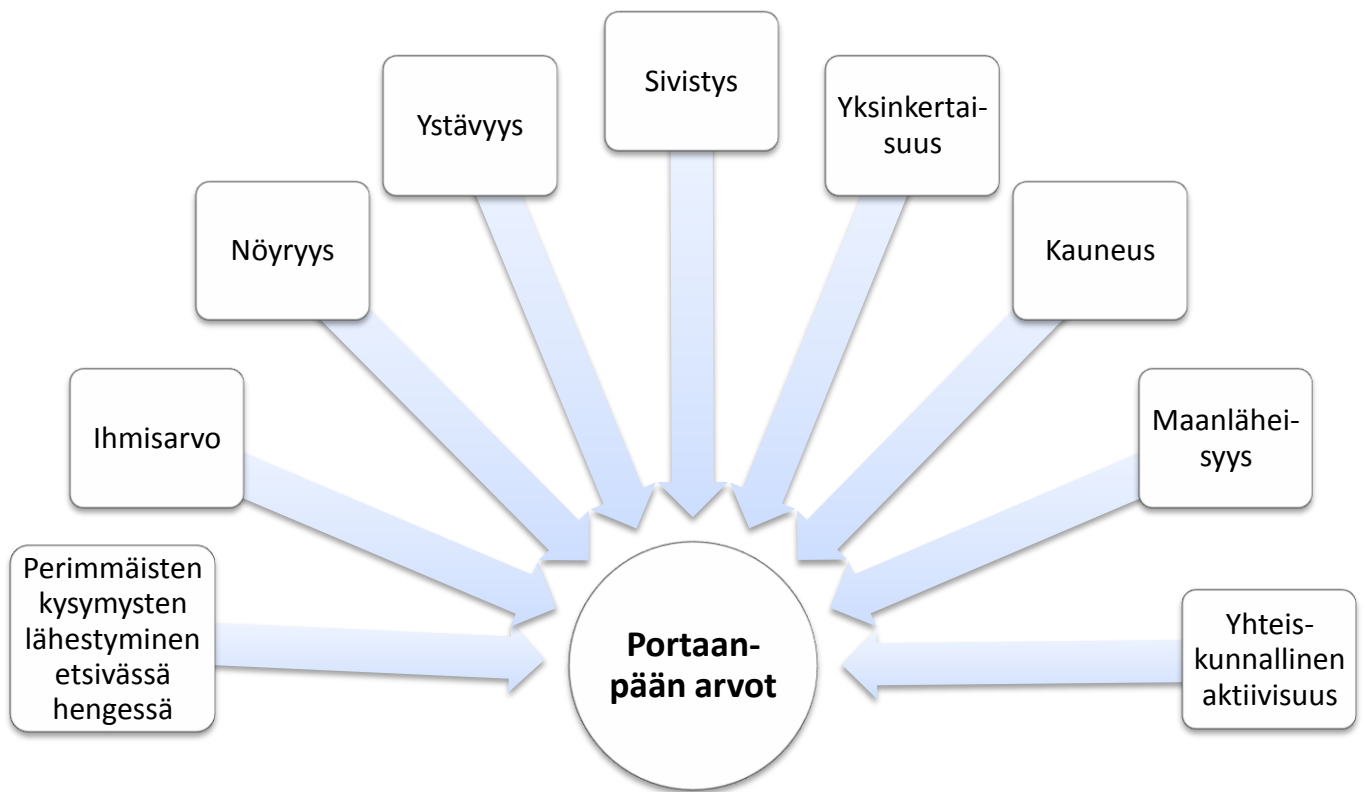 Sivistys
Ystävyys
Yksinkertai-
suus
Nöyryys
Kauneus
Ihmisarvo
Maanlähei-
syys
Perimmäisten
kysymysten
lähestyminen
etsivässä
hengessä
Portaan-
pään arvot
Yhteis-
kunnallinen
aktiivisuus